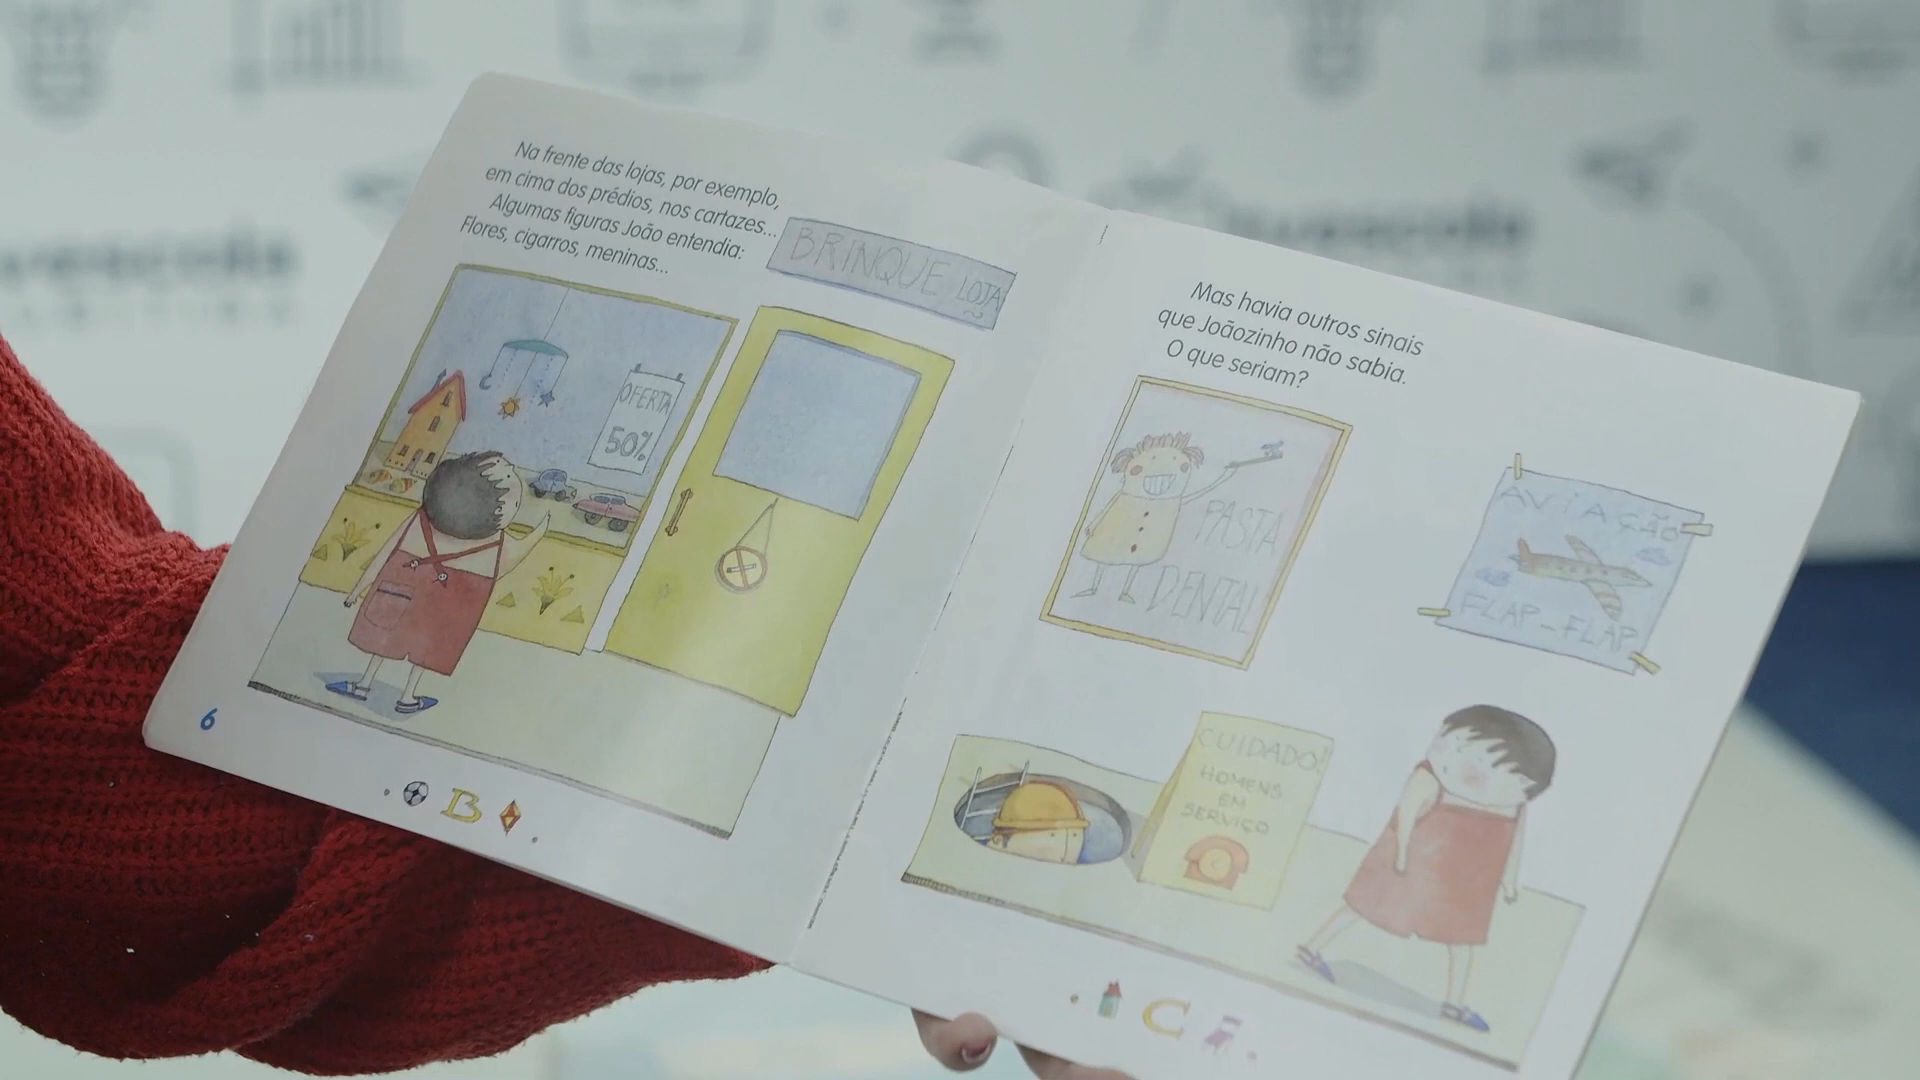 Na frente das lojas, por exemplo,
em cima dos prédios, nos cartazes...
Algumas figuras João entendia:
Flores, cigarros, meninas...
BRINQUE LOJA
OFERTA
50%
6
B
Mas havia outros sinais
que Joãozinho não sabia.
O que seriam?
PASTA
DENTAL
AVIAÇÃO
FLAP-FLAP
CUIDADO!
HOMENS
EM
SERVIÇO
C